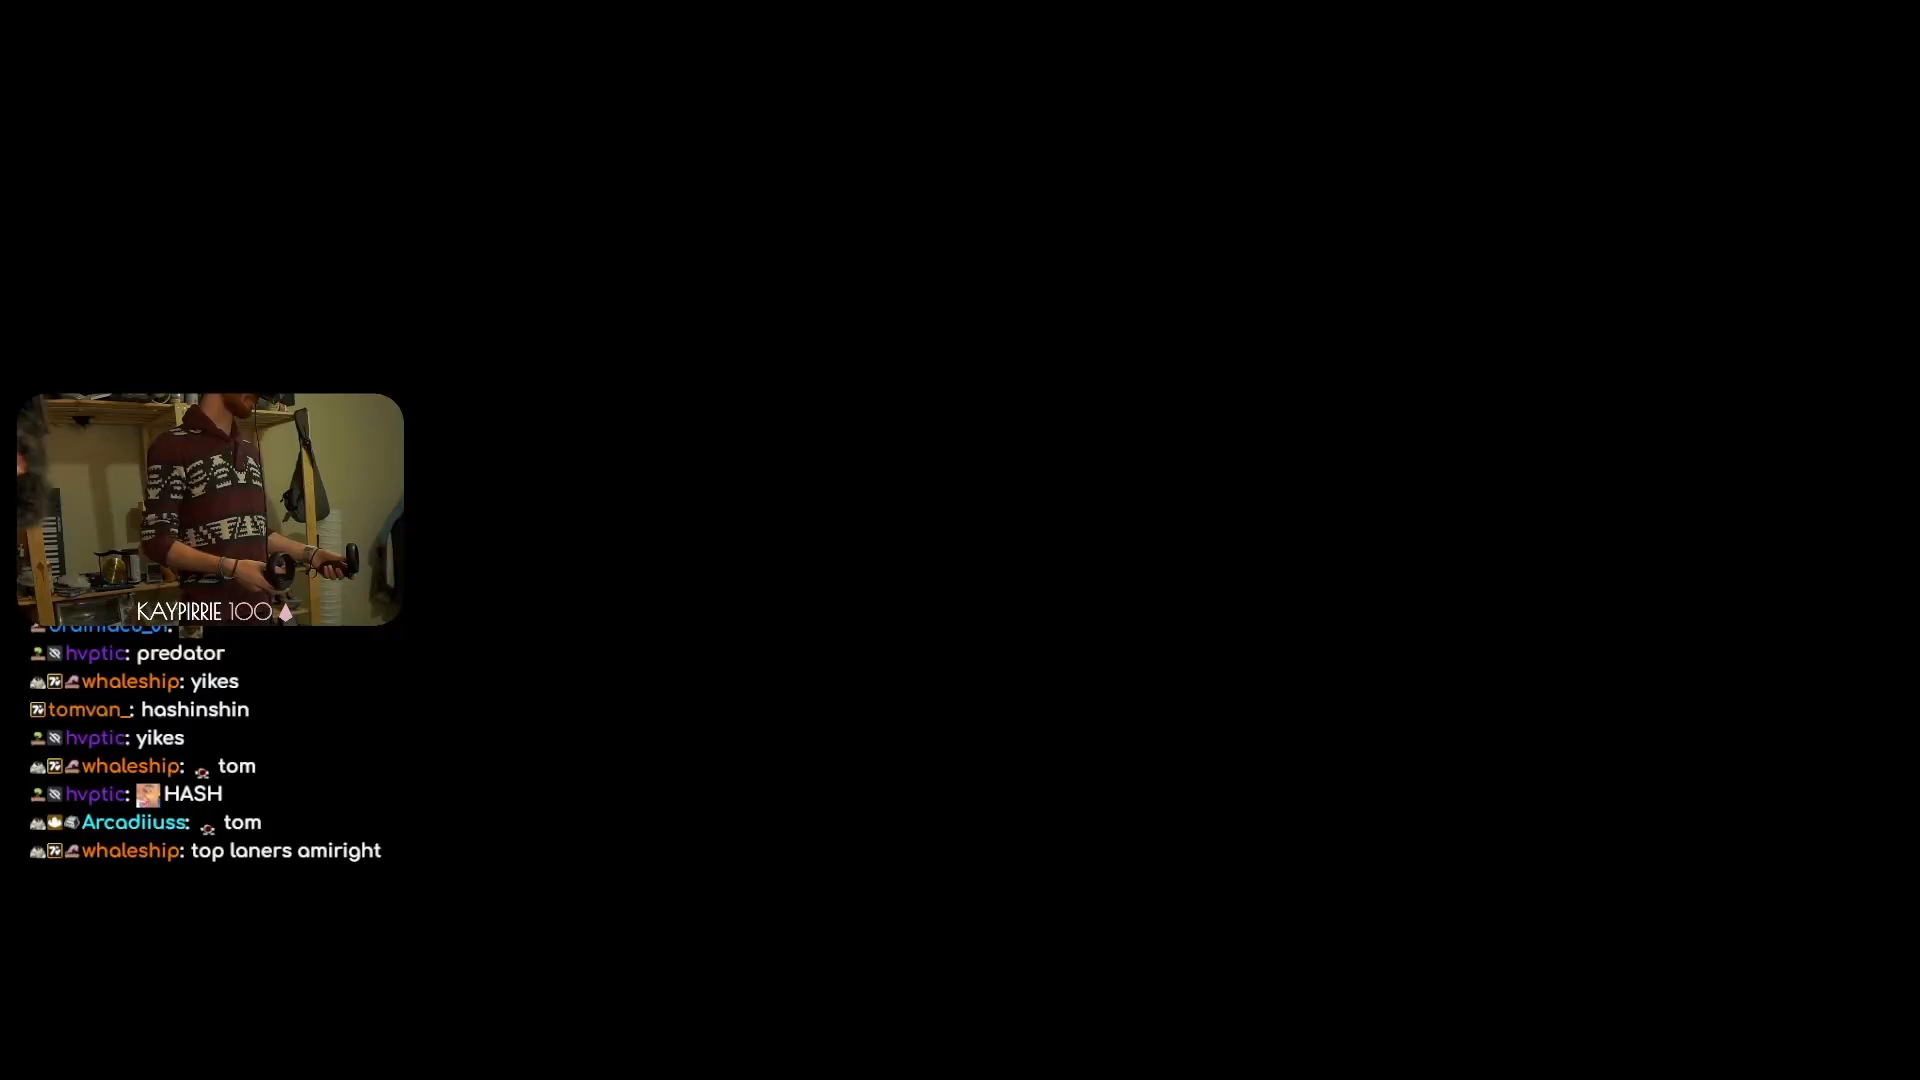 KAYPIRRIE 100
hvptic: predator
whaleship: yikes
tomvan_: hashinshin
hvptic: yikes
whaleship: tom
hvptic: HASH
Arcadiiuss: tom
whaleship: top laners amiright